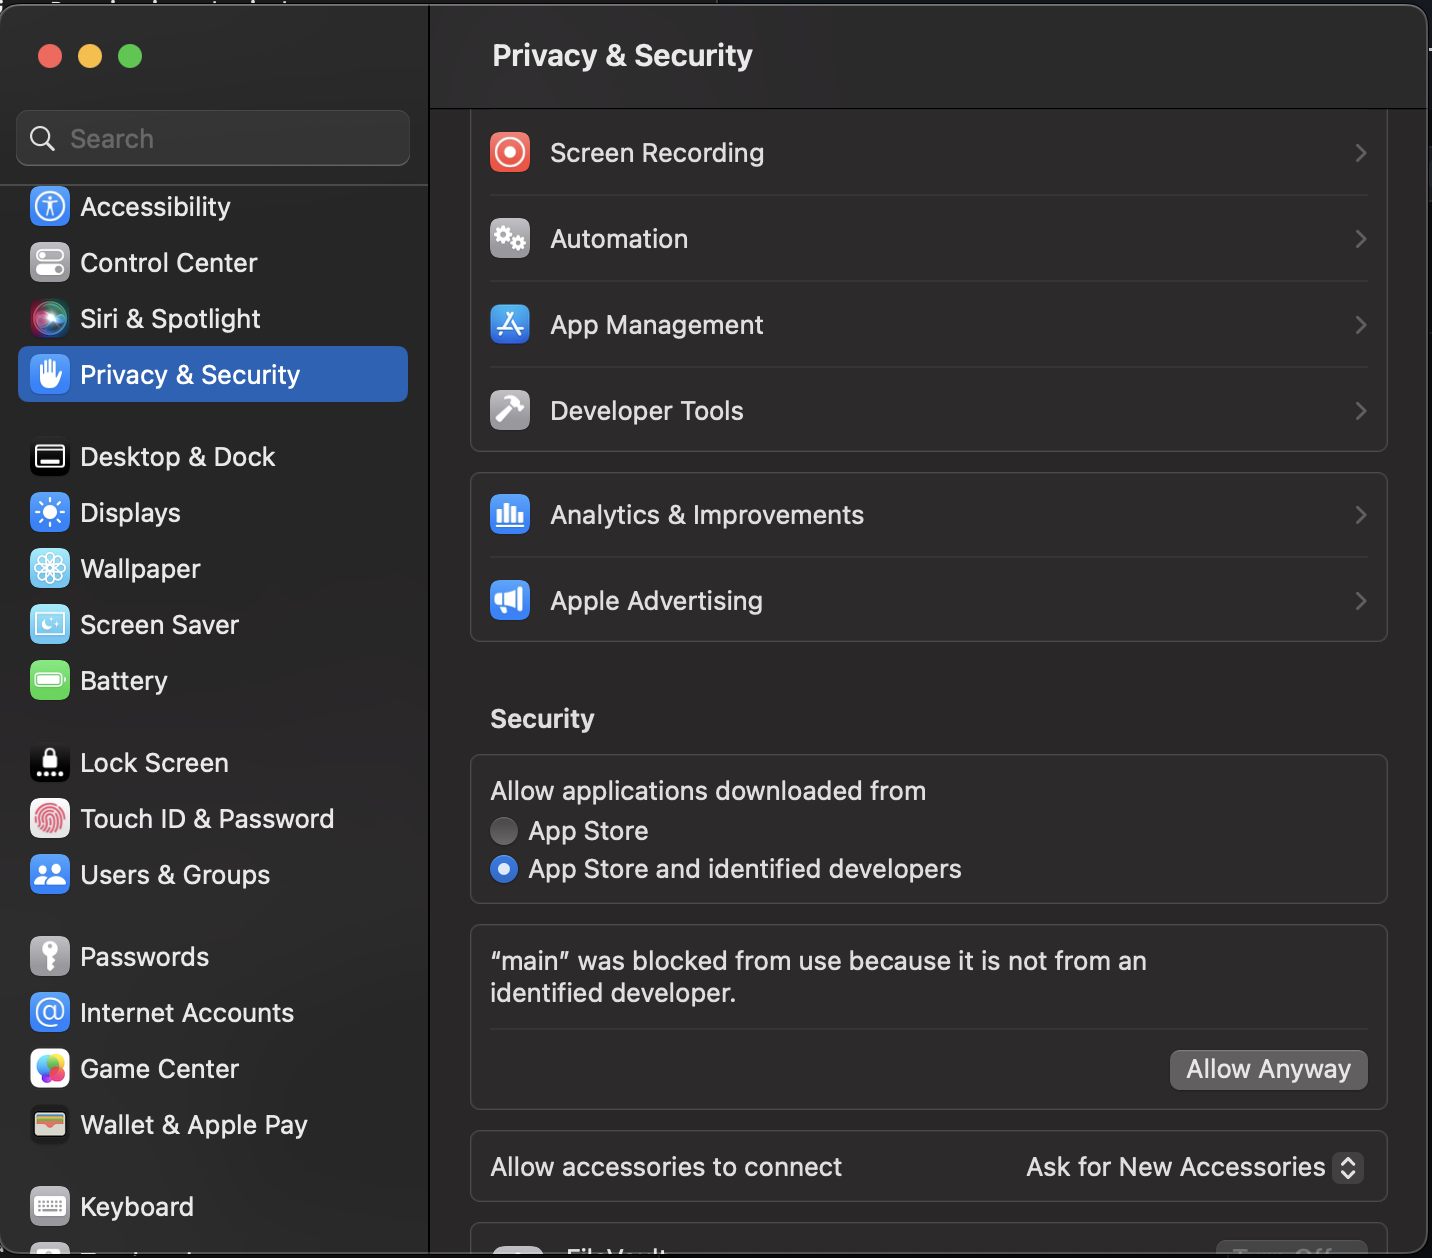 Privacy & Security
Search
Accessibility
Control Center
Siri & Spotlight
Privacy & Security
Desktop & Dock
Displays
Wallpaper
Screen Saver
Battery
Lock Screen
Touch ID & Password
Users & Groups
Passwords
Internet Accounts
Game Center
Wallet & Apple Pay
Keyboard
Screen Recording
Automation
App Management
Developer Tools
Analytics & Improvements
Apple Advertising
Security
Allow applications downloaded from
App Store
App Store and identified developers
“main” was blocked from use because it is not from an
identified developer.
Allow Anyway
Allow accessories to connect
Ask for New Accessories
FileVault
Turn Off...